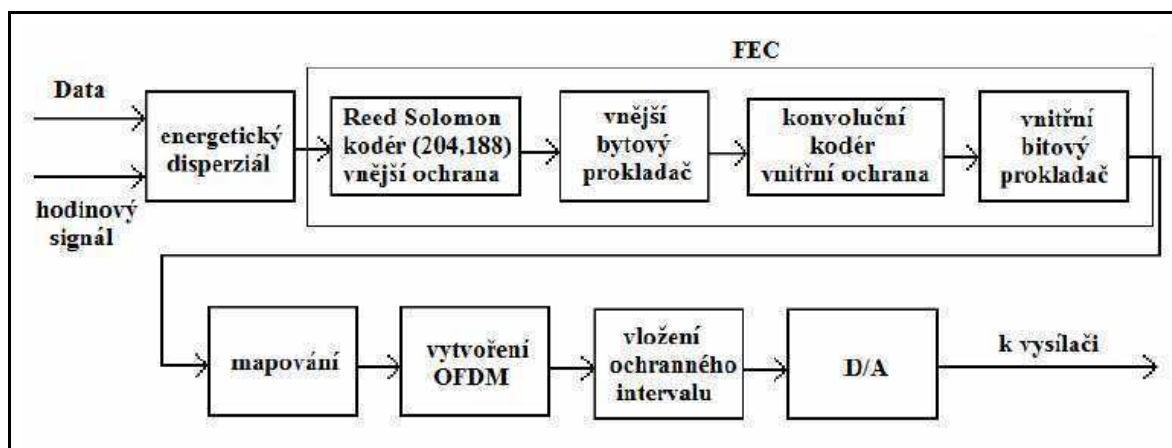 FEC
Data
hodinový
signál
energetický
disperziál
Reed Solomon
kodér (204,188)
vnější ochrana
vnější
bytový
prokladač
konvoluční
kodér
vnitřní ochrana
vnitřní
bitový
prokladač
mapování
vytvoření
OFDM
vložení
ochranného
intervalu
D/A
k vysílači